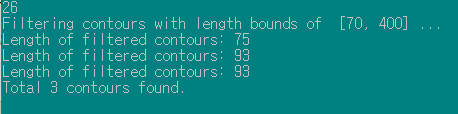 26
Filtering contours with length bounds of  [70, 400] ...
Length of filtered contours: 75
Length of filtered contours: 93
Length of filtered contours: 93
Total 3 contours found.